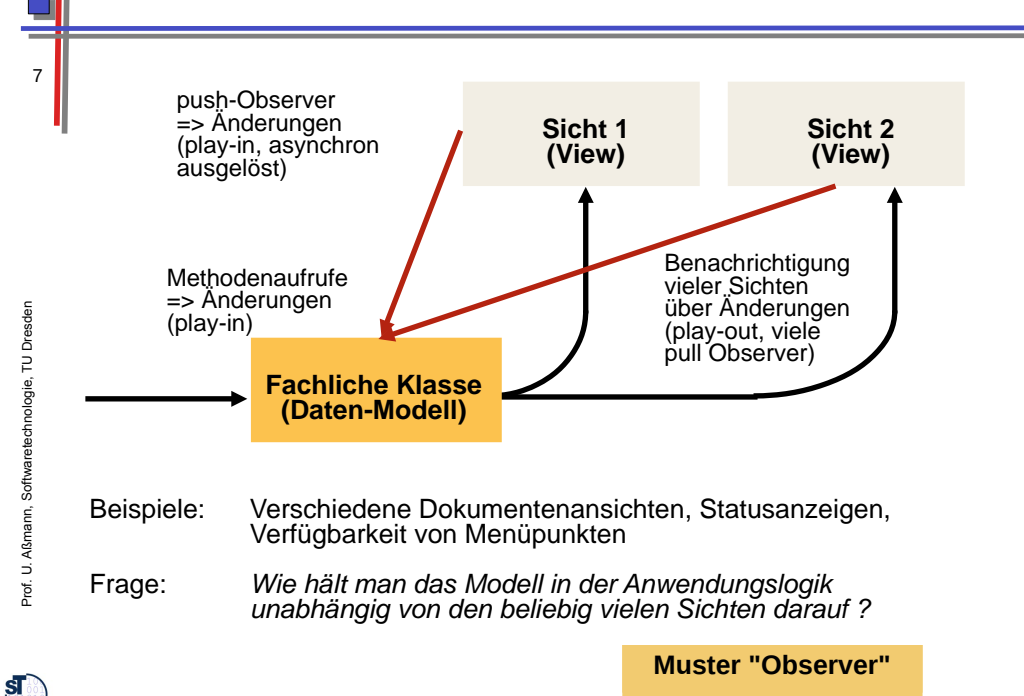 7
push-Observer
=> Änderungen
(play-in, asynchron
ausgelöst)
Sicht 1
(View)
Sicht 2
(View)
Methodenaufrufe
=> Änderungen
(play-in)
Benachrichtigung
vieler Sichten
über Änderungen
(play-out, viele
pull Observer)
Fachliche Klasse
(Daten-Modell)
Prof. U. Aßmann, Softwaretechnologie, TU Dresden
Beispiele: Verschiedene Dokumentenansichten, Statusanzeigen,
Verfügbarkeit von Menüpunkten
Frage: Wie hält man das Modell in der Anwendungslogik
unabhängig von den beliebig vielen Sichten darauf ?
Muster "Observer"
ST